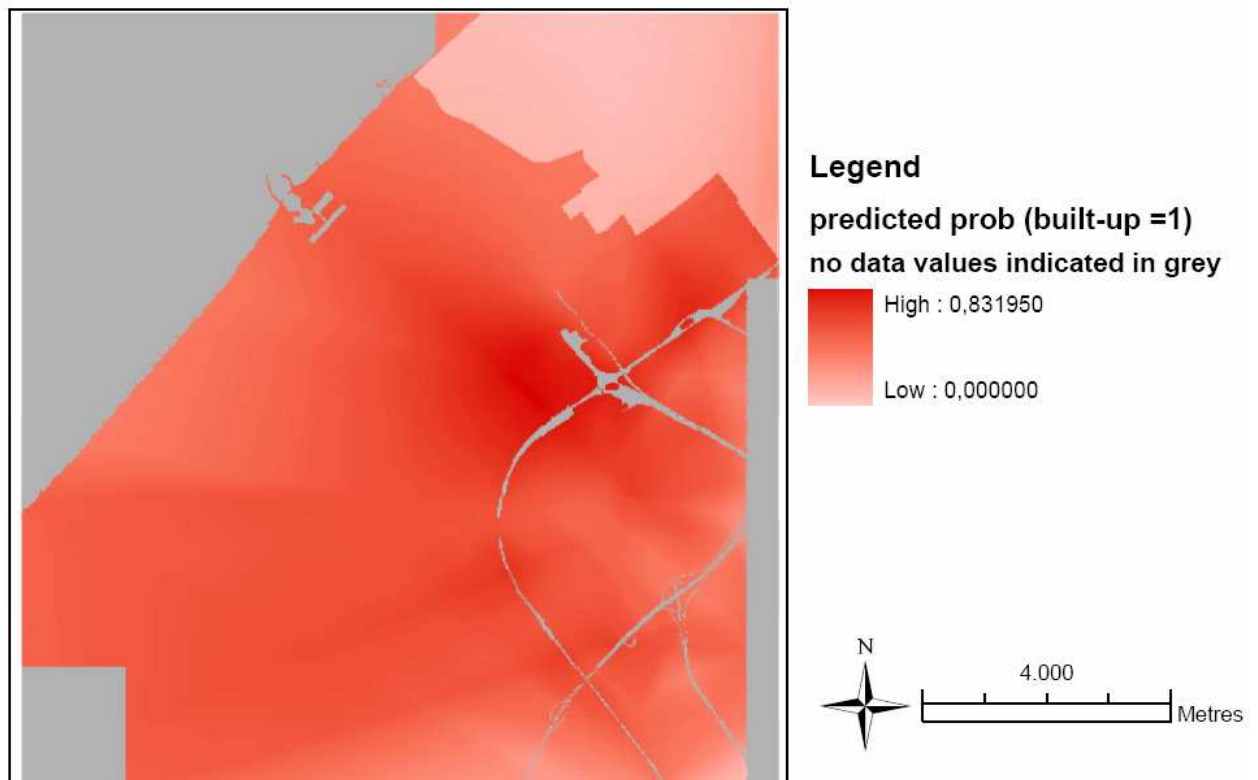 Legend
predicted prob (built-up =1)
no data values indicated in grey
High : 0,831950
Low : 0,000000
N
4.000
Metres